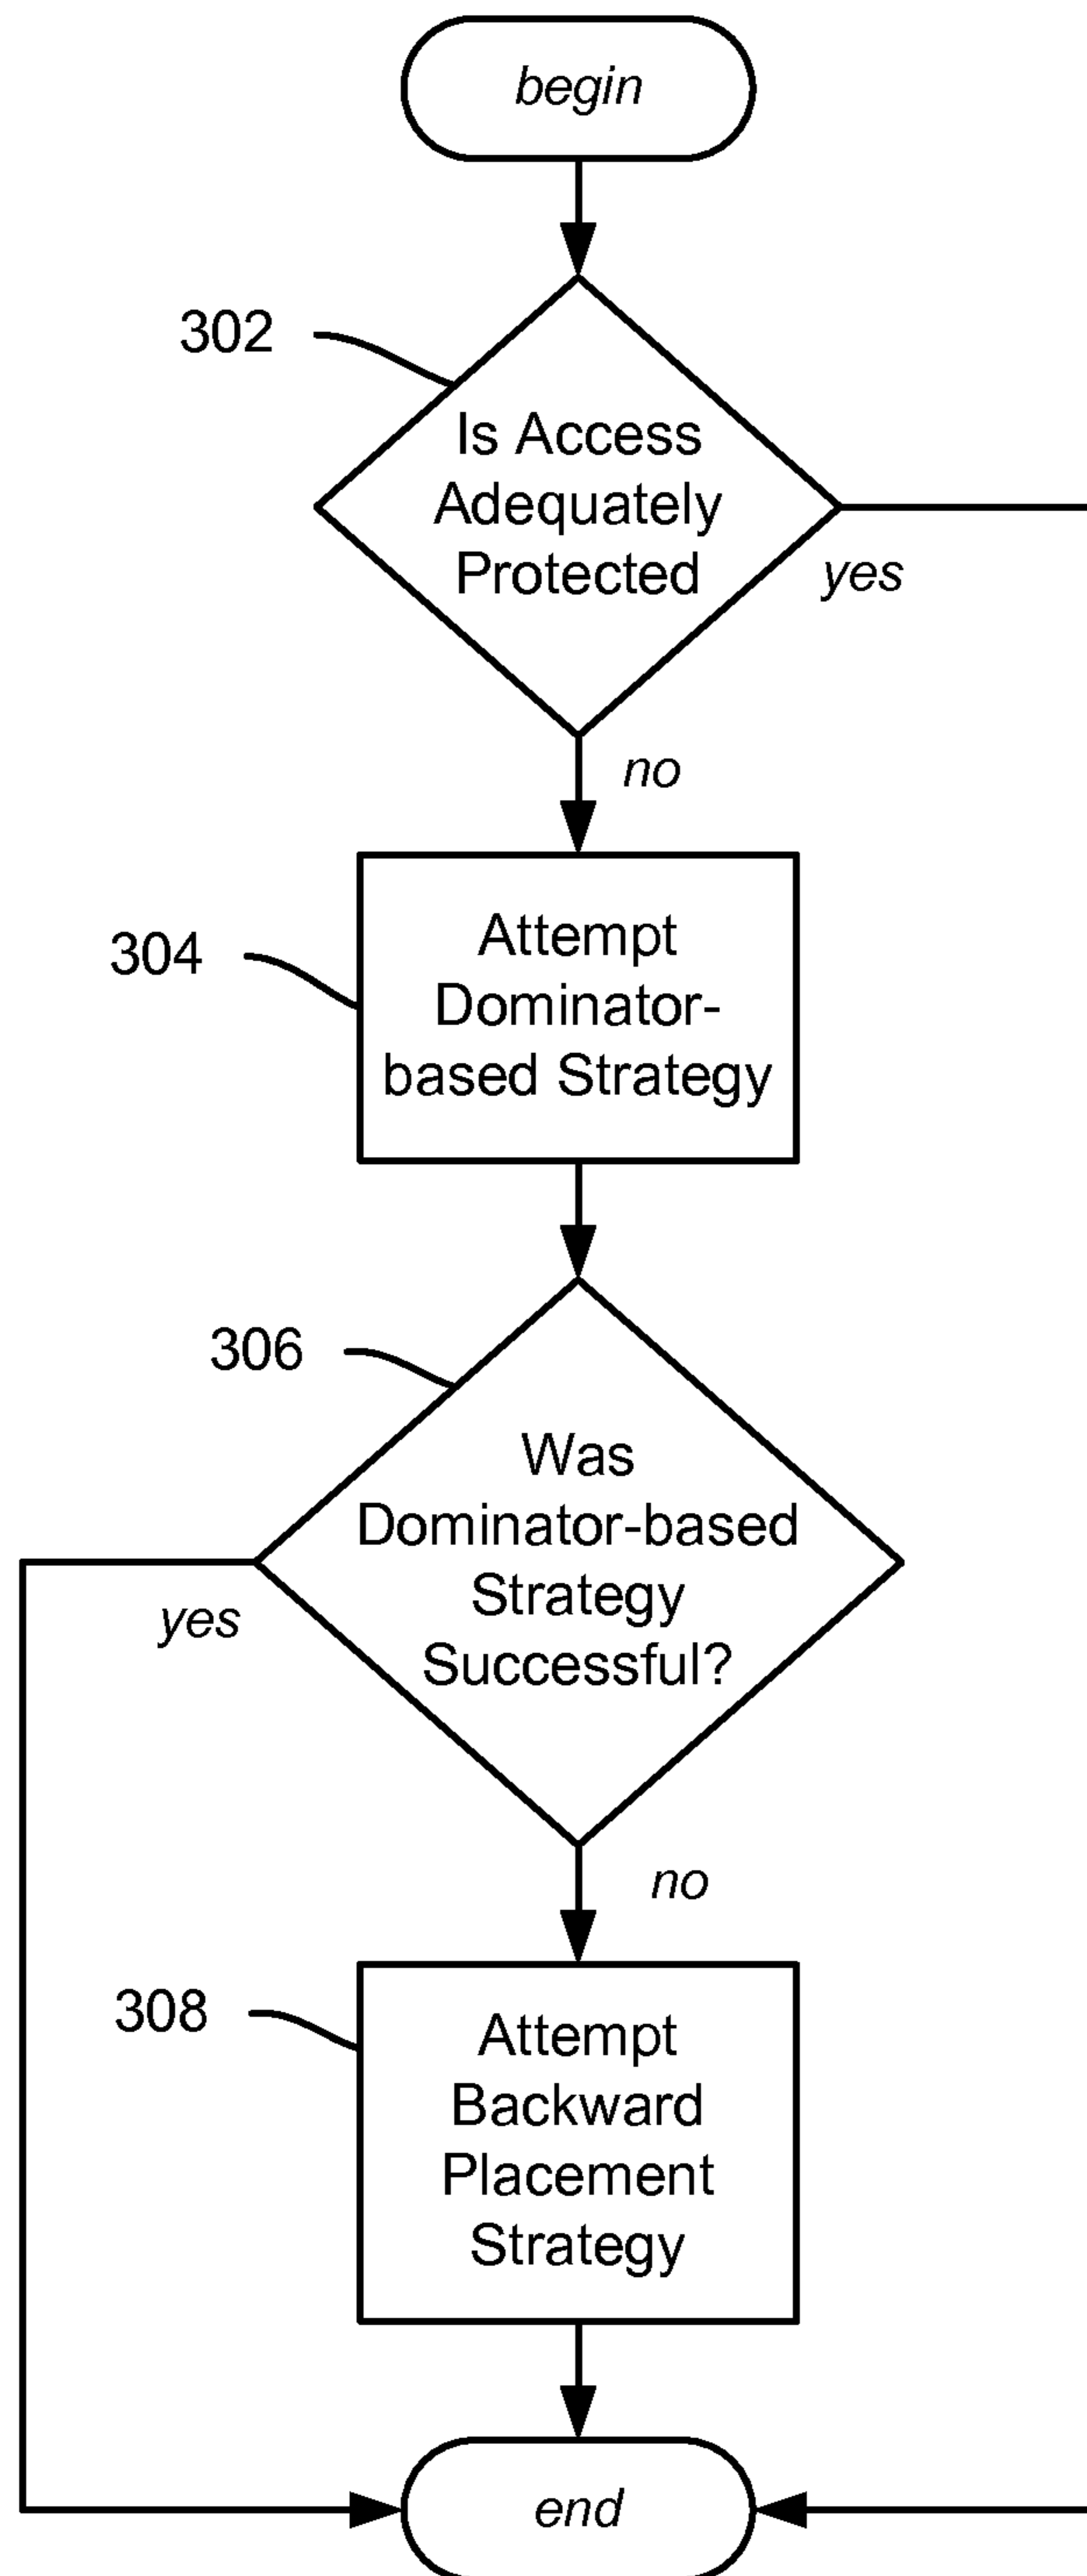 begin
302
Is Access
Adequately
Protected
yes
no
304
Attempt
Dominator-
based Strategy
306
Was
Dominator-based
Strategy
Successful?
yes
no
308
Attempt
Backward
Placement
Strategy
end